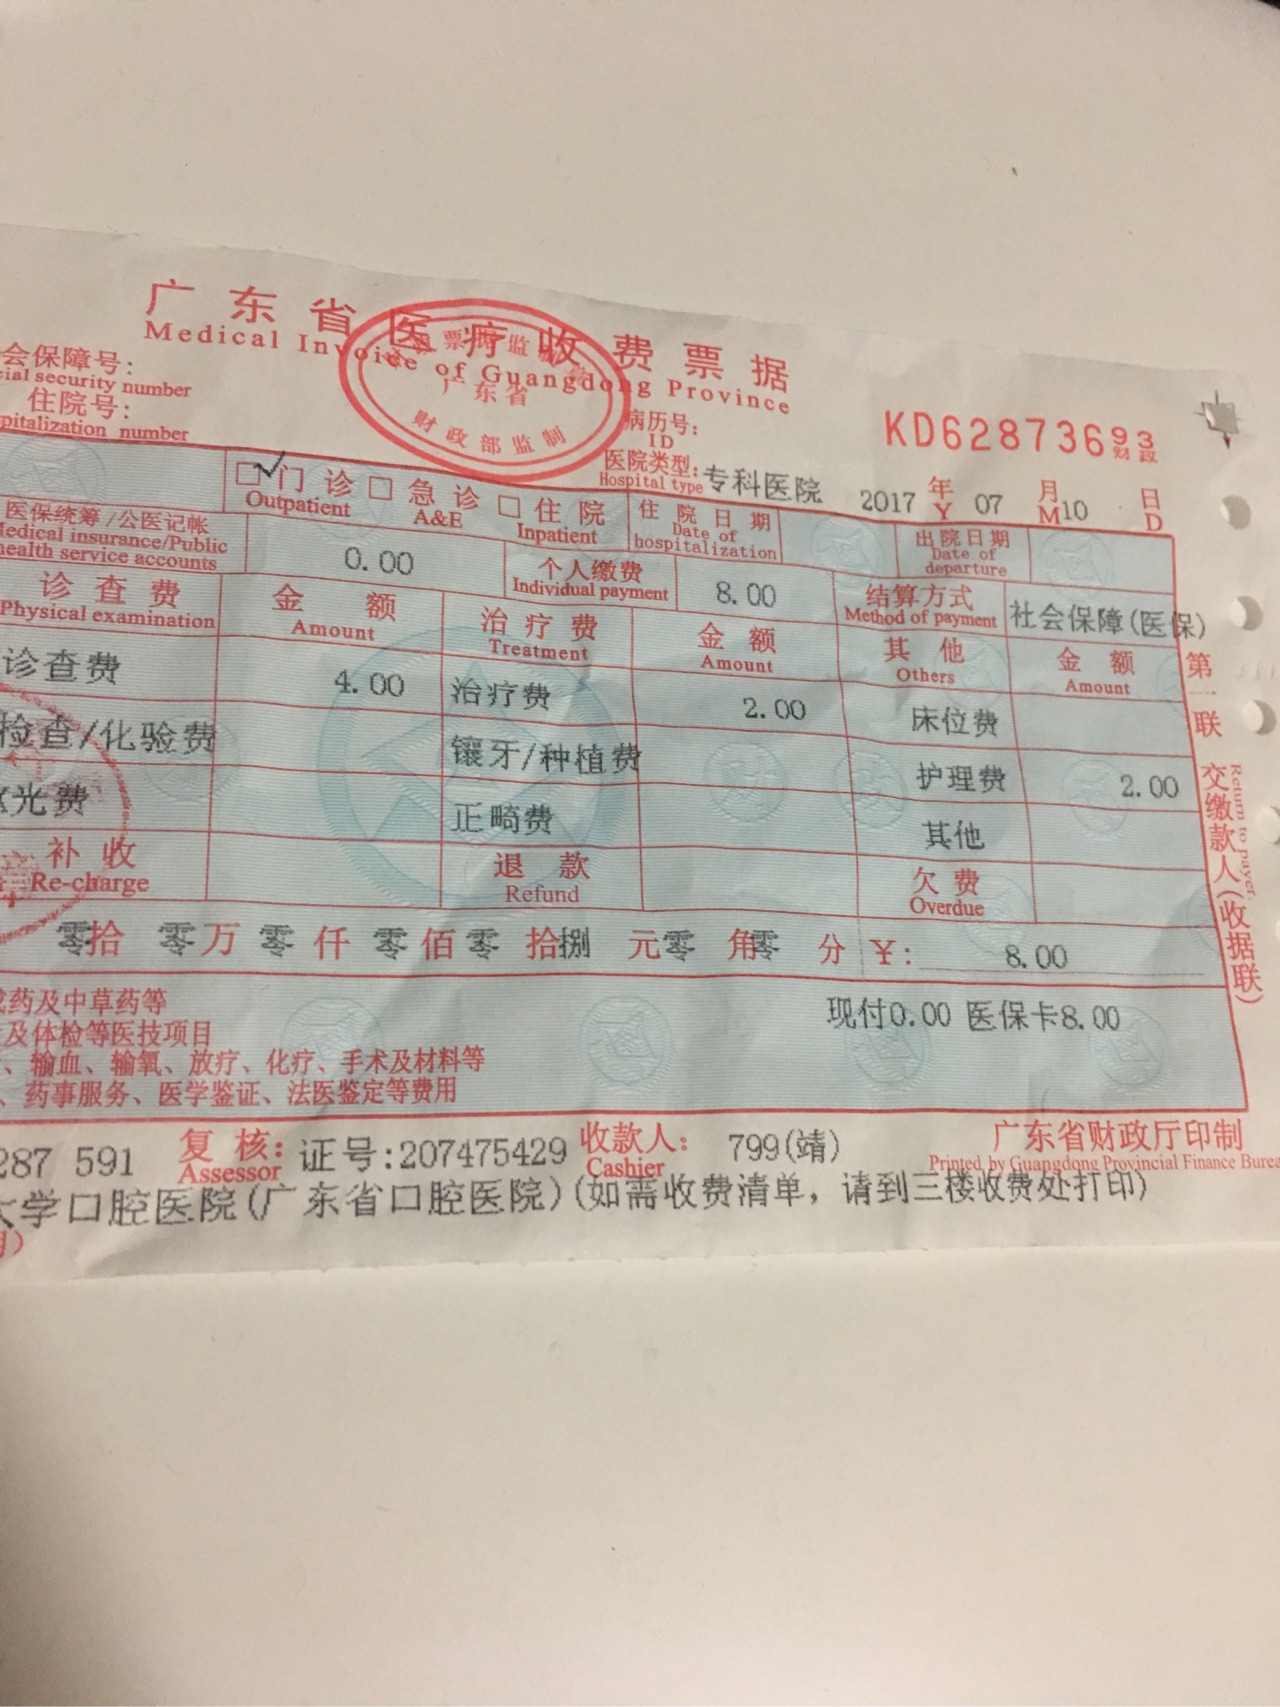 广东省医疗收费票据
Medical Invoice of Guangdong Province
广东省
财政部监制
会保障号:
ial security number
住院号:
pitalization number
病历号:
ID
KD62873693
财政
医院类型: 专科医院
Hospital type
2017 年 07 月 10 日
Y M D
门诊 急诊 住院
Outpatient A&E Inpatient
住院日期
Date of hospitalization
出院日期
Date of departure
医保统筹/公医记帐
Medical insurance/Public
health service accounts
0.00
个人缴费
Individual payment
8.00
结算方式
Method of payment
社会保障(医保)
诊查费 金额 治疗费 金额 其他 金额
Physical examination Amount Treatment Amount Others Amount
诊查费 4.00 治疗费 2.00 床位费
检查/化验费 镶牙/种植费 护理费 2.00
光费 正畸费 其他
补收 退款 欠费
Re-charge Refund Overdue
零拾零万零仟零佰零拾捌元零角零分 ¥: 8.00
现付0.00 医保卡8.00
药及中草药等
及体检等医技项目
、输血、输氧、放疗、化疗、手术及材料等
、药事服务、医学鉴证、法医鉴定等费用
第一联 交缴款人(收据联)
Return to payer.
287 591 复核: 证号:207475429 收款人: 799(靖) 广东省财政厅印制
Assessor Cashier Printed by Guangdong Provincial Finance Burea
大学口腔医院(广东省口腔医院)(如需收费清单，请到三楼收费处打印)